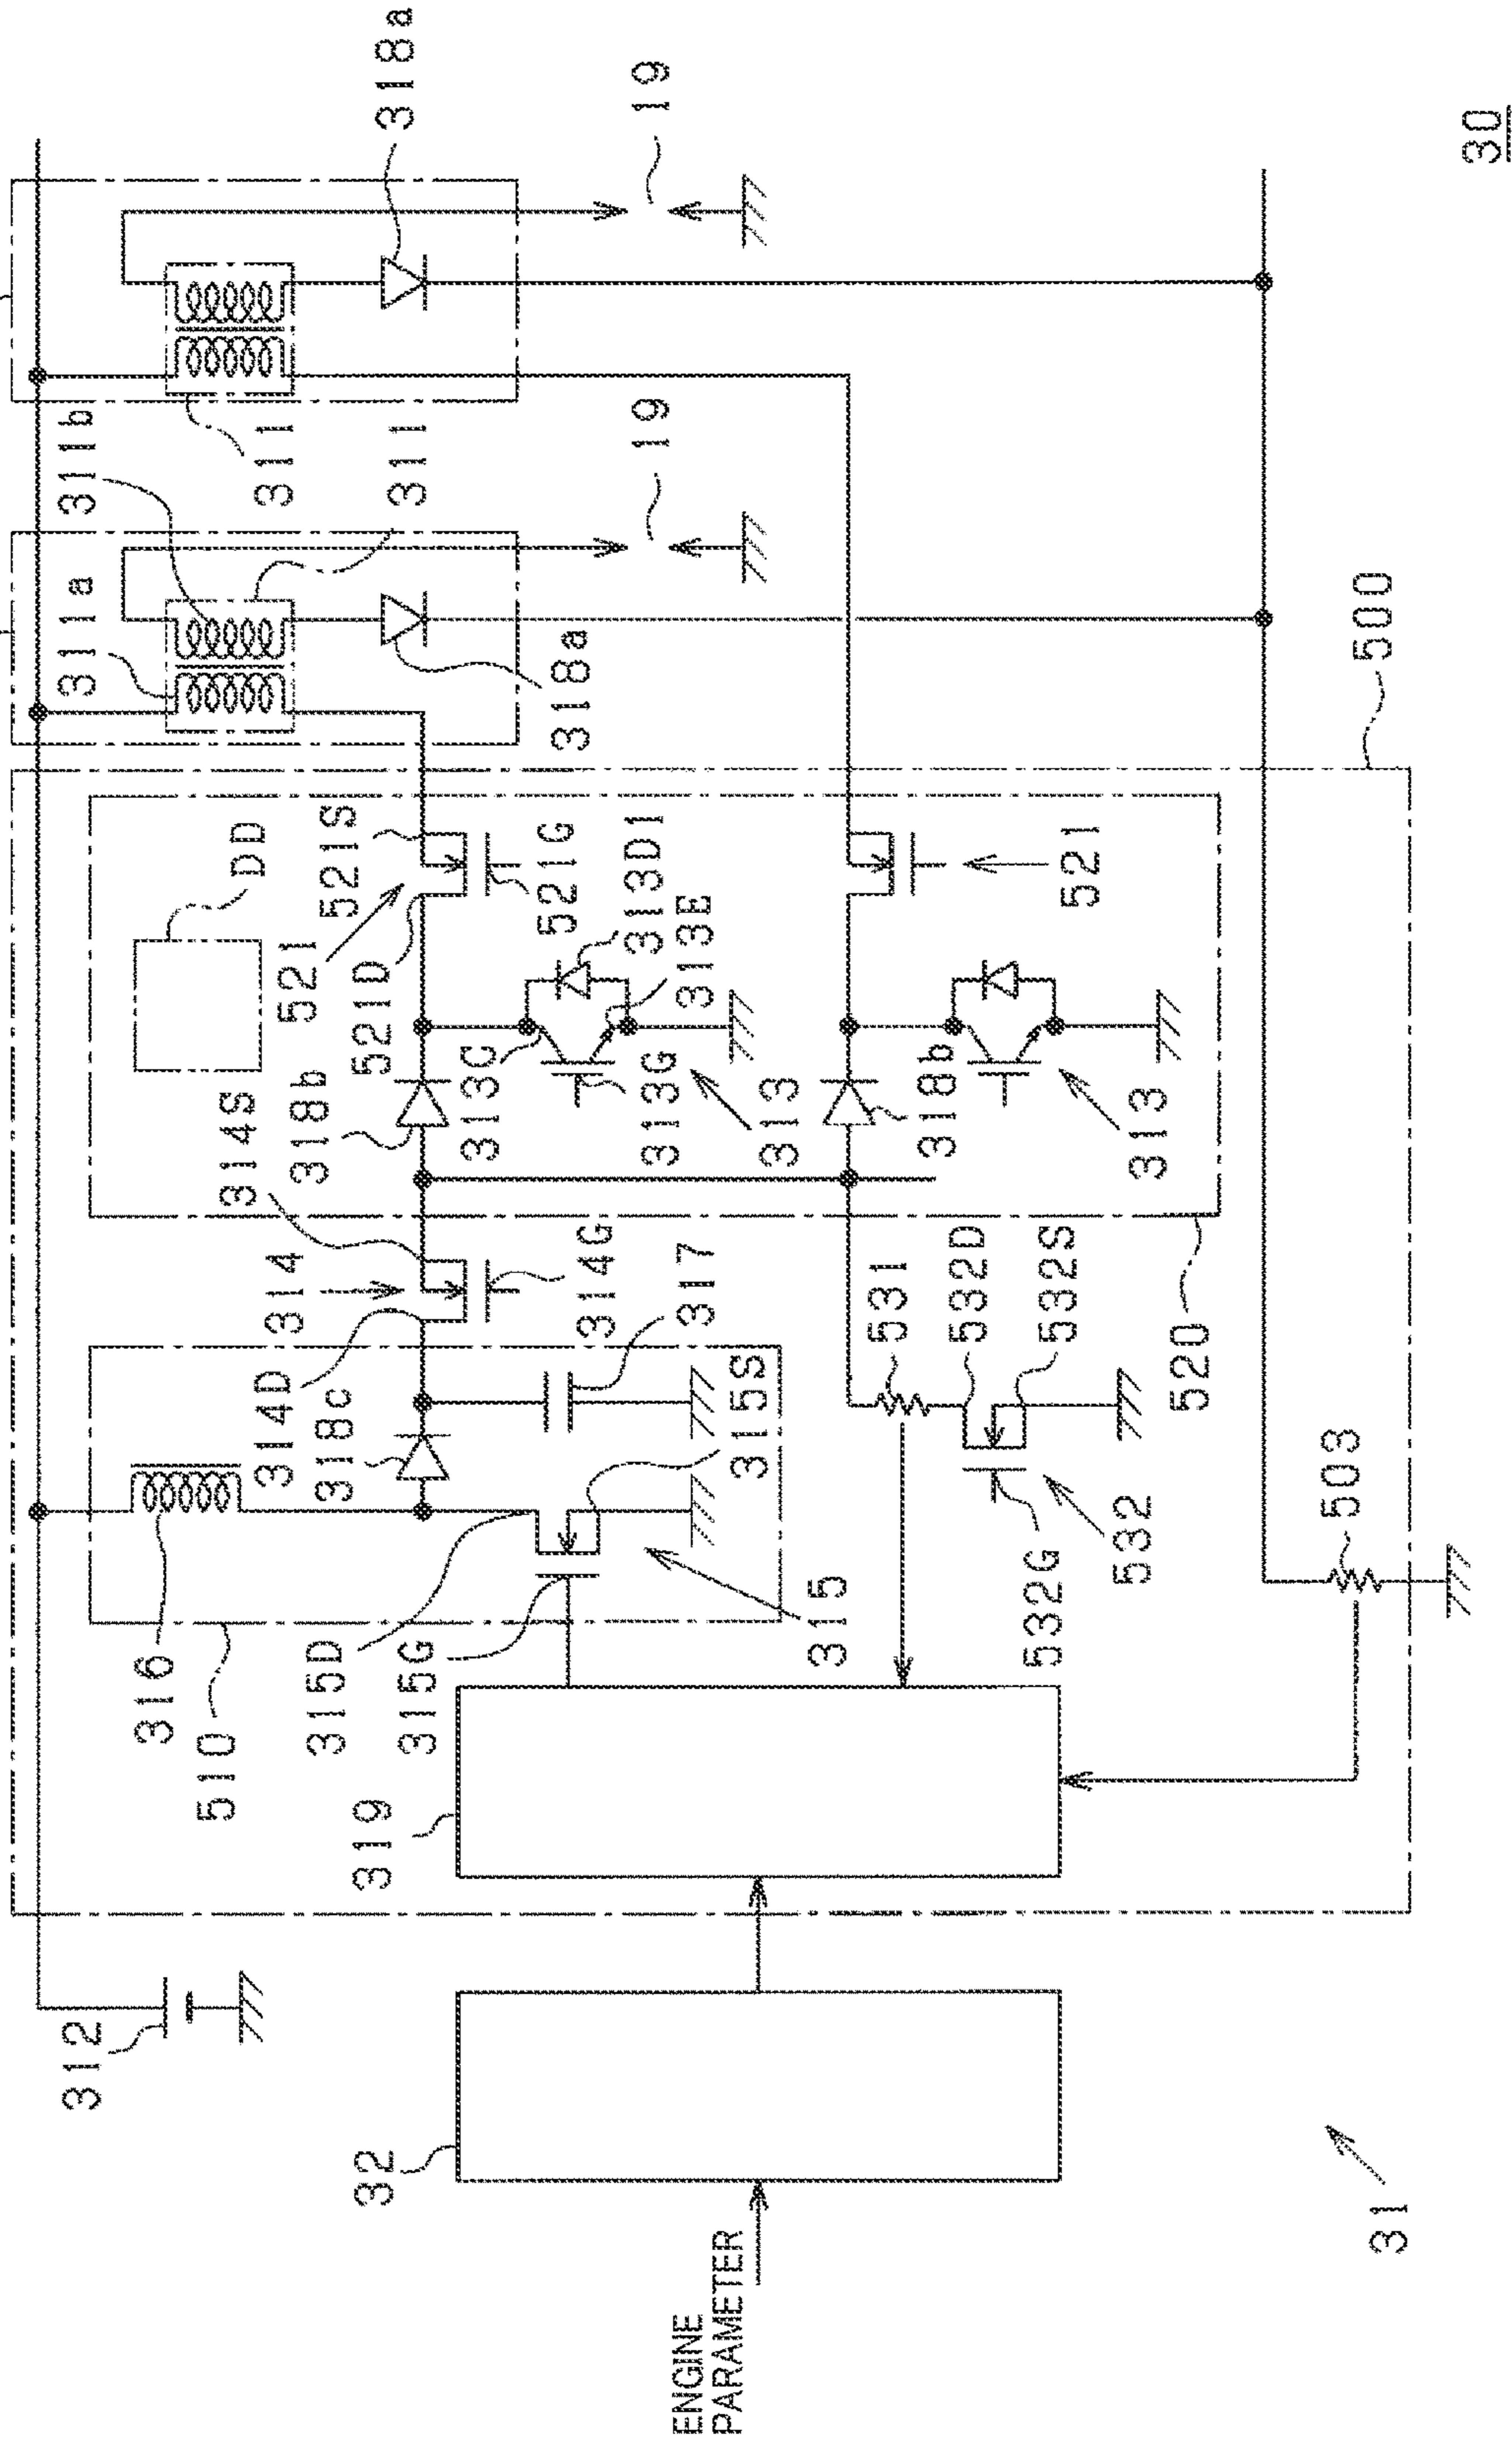 30
318a
19
311b
311
311
19
311a
318a
500
DD
521S
521
521G
521D
313D1
313E
521
318b
313C
313G
313
318b
313
314S
314
314G
317
531
532D
532S
520
314D
318c
315S
503
316
510
315D
315G
315
532G
532
319
312
32
31
ENGINE
PARAMETER